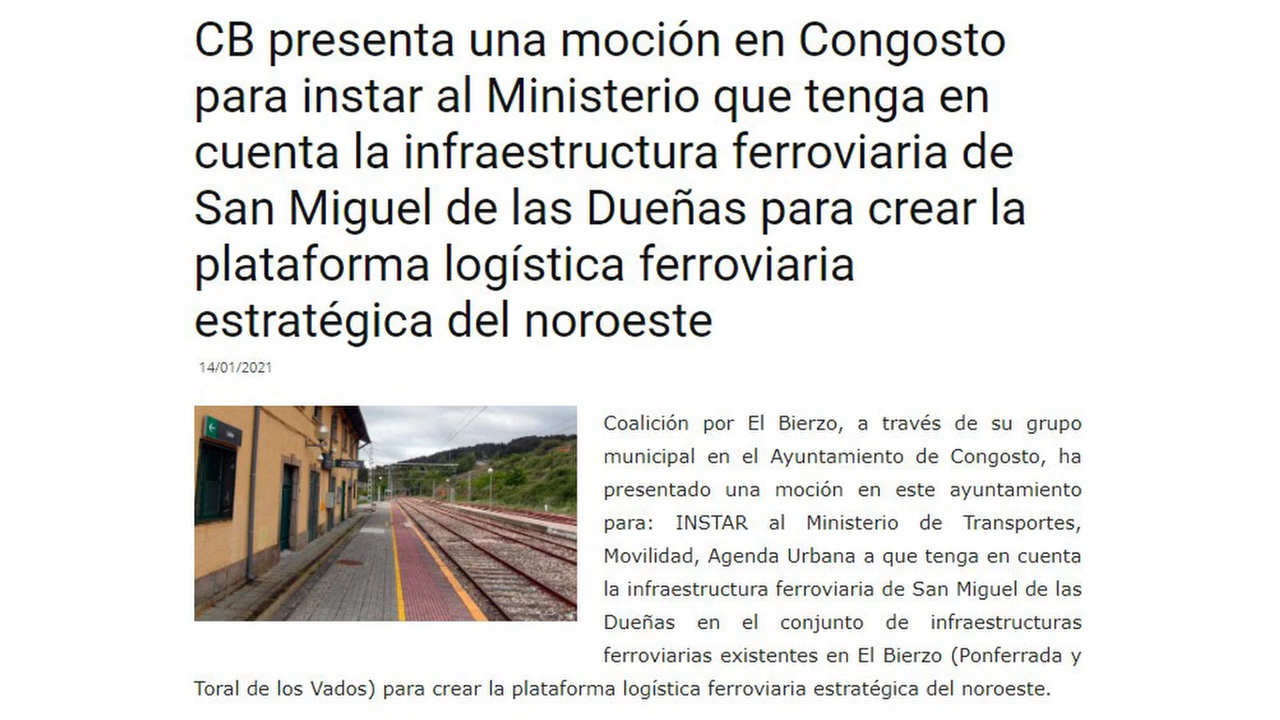 CB presenta una moción en Congosto
para instar al Ministerio que tenga en
cuenta la infraestructura ferroviaria de
San Miguel de las Dueñas para crear la
plataforma logística ferroviaria
estratégica del noroeste
14/01/2021
Coalición por El Bierzo, a través de su grupo
municipal en el Ayuntamiento de Congosto, ha
presentado una moción en este ayuntamiento
para: INSTAR al Ministerio de Transportes,
Movilidad, Agenda Urbana a que tenga en cuenta
la infraestructura ferroviaria de San Miguel de las
Dueñas en el conjunto de infraestructuras
ferroviarias existentes en El Bierzo (Ponferrada y
Toral de los Vados) para crear la plataforma logística ferroviaria estratégica del noroeste.